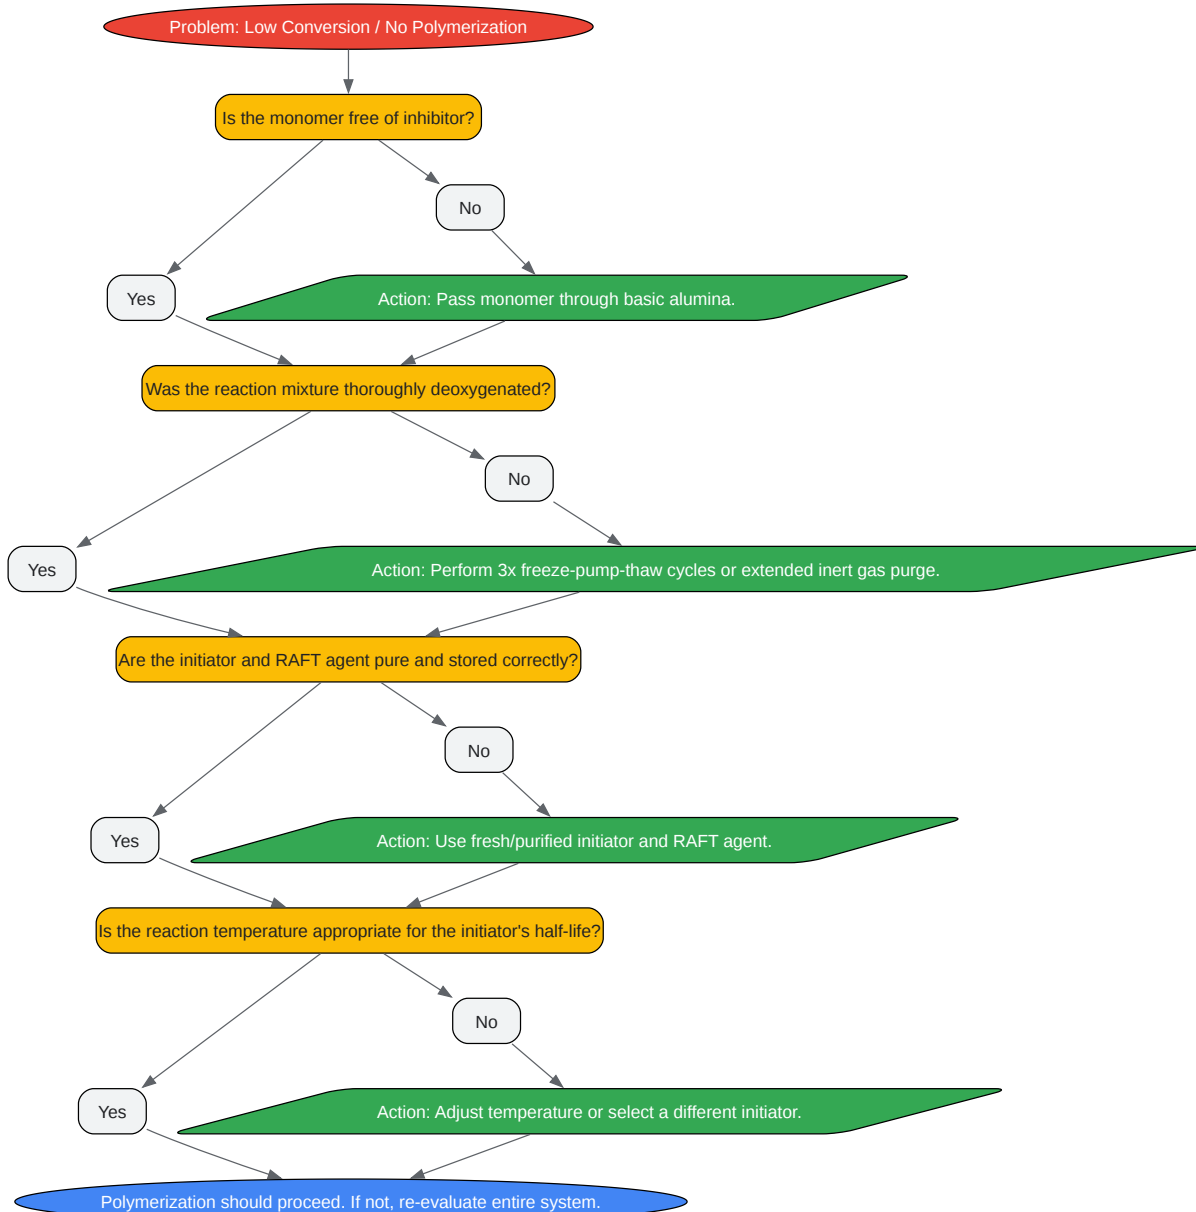 Problem: Low Conversion / No Polymerization
Is the monomer free of inhibitor?
No
Yes
Action: Pass monomer through basic alumina.
Was the reaction mixture thoroughly deoxygenated?
No
Yes
Action: Perform 3x freeze-pump-thaw cycles or extended inert gas purge.
Are the initiator and RAFT agent pure and stored correctly?
No
Yes
Action: Use fresh/purified initiator and RAFT agent.
Is the reaction temperature appropriate for the initiator's half-life?
No
Yes
Action: Adjust temperature or select a different initiator.
Polymerization should proceed. If not, re-evaluate entire system.